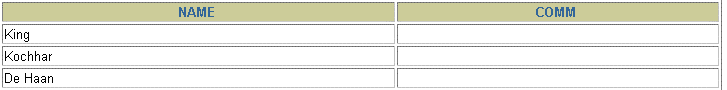 NAME COMM
King
Kochhar
De Haan